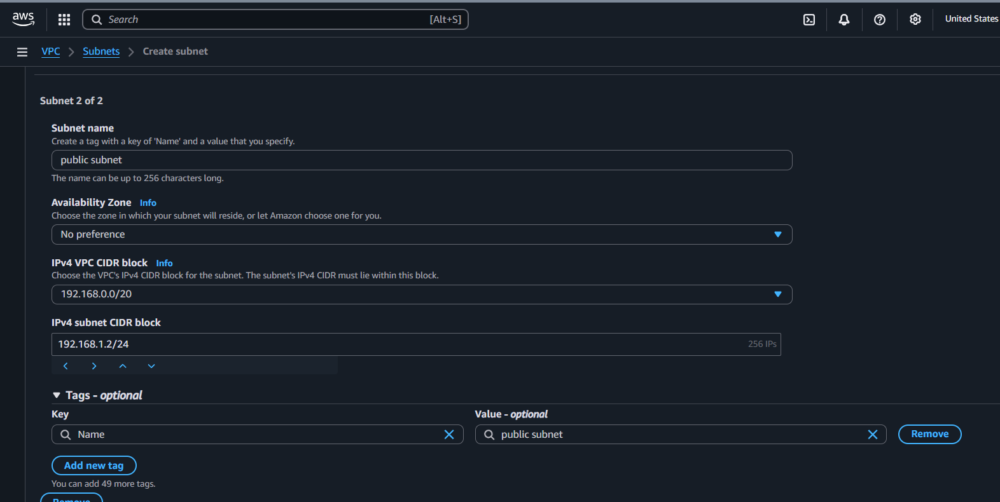 aws
Search [Alt+S]
United States
VPC > Subnets > Create subnet
Subnet 2 of 2
Subnet name
Create a tag with a key of 'Name' and a value that you specify.
public subnet
The name can be up to 256 characters long.
Availability Zone Info
Choose the zone in which your subnet will reside, or let Amazon choose one for you.
No preference
IPv4 VPC CIDR block Info
Choose the VPC's IPv4 CIDR block for the subnet. The subnet's IPv4 CIDR must lie within this block.
192.168.0.0/20
IPv4 subnet CIDR block
192.168.1.2/24 256 IPs
Tags - optional
Key Value - optional
Name public subnet Remove
Add new tag
You can add 49 more tags.
Remove